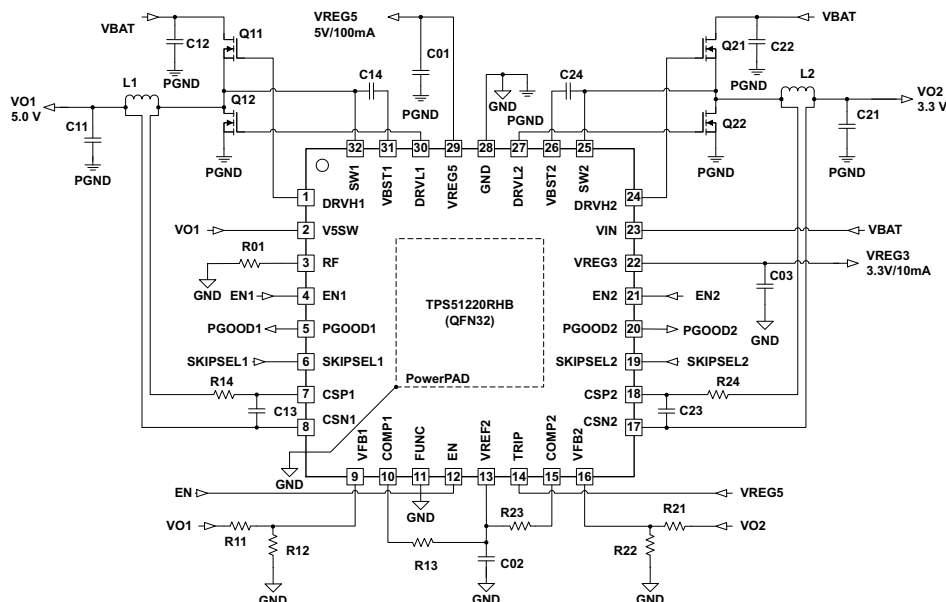 VBAT
C12
Q11
PGND
VREG5
5V/100mA
C01
PGND
C14
GND
PGND
C24
VBAT
Q21
C22
PGND
L1
VO1
5.0 V
C11
PGND
Q12
PGND
L2
VO2
3.3 V
C21
PGND
Q22
PGND
32
31
30
29
28
27
26
25
SW1
VBST1
DRVL1
VREG5
GND
DRVL2
VBST2
SW2
1
DRVH1
DRVH2
24
VO1
2
V5SW
VIN
23
VBAT
R01
GND
3
RF
VREG3
22
VREG3
3.3V/10mA
C03
GND
EN1
4
EN1
EN2
21
EN2
PGOOD1
5
PGOOD1
PGOOD2
20
PGOOD2
SKIPSEL1
6
SKIPSEL1
SKIPSEL2
19
SKIPSEL2
TPS51220RHB
(QFN32)
PowerPAD
R14
7
CSP1
CSP2
18
R24
C13
8
CSN1
CSN2
17
C23
VFB1
COMP1
FUNC
EN
VREF2
TRIP
COMP2
VFB2
GND
9
10
11
12
13
14
15
16
EN
GND
VREG5
VO1
R11
R12
GND
R13
R23
C02
GND
R21
VO2
R22
GND